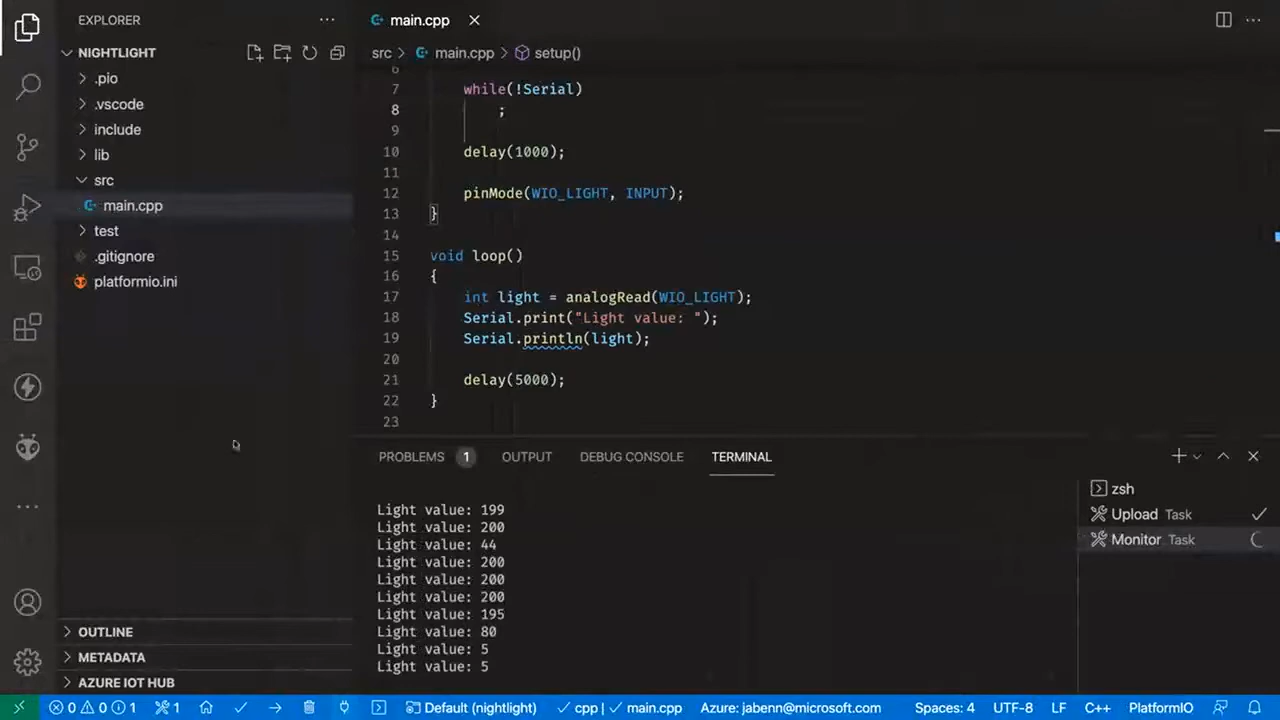 EXPLORER
NIGHTLIGHT
.pio
.vscode
include
lib
src
main.cpp
test
.gitignore
platformio.ini
OUTLINE
METADATA
AZURE IOT HUB
main.cpp
src > main.cpp > setup()
6
7 while(!Serial)
8 ;
9
10 delay(1000);
11
12 pinMode(WIO_LIGHT, INPUT);
13 }
14
15 void loop()
16 {
17 int light = analogRead(WIO_LIGHT);
18 Serial.print("Light value: ");
19 Serial.println(light);
20
21 delay(5000);
22 }
23
PROBLEMS 1 OUTPUT DEBUG CONSOLE TERMINAL
Light value: 199
Light value: 200
Light value: 44
Light value: 200
Light value: 200
Light value: 200
Light value: 195
Light value: 80
Light value: 5
Light value: 5
zsh
Upload Task
Monitor Task
0 0 1 1 Default (nightlight) cpp | main.cpp Azure: jabenn@microsoft.com Spaces: 4 UTF-8 LF C++ PlatformIO